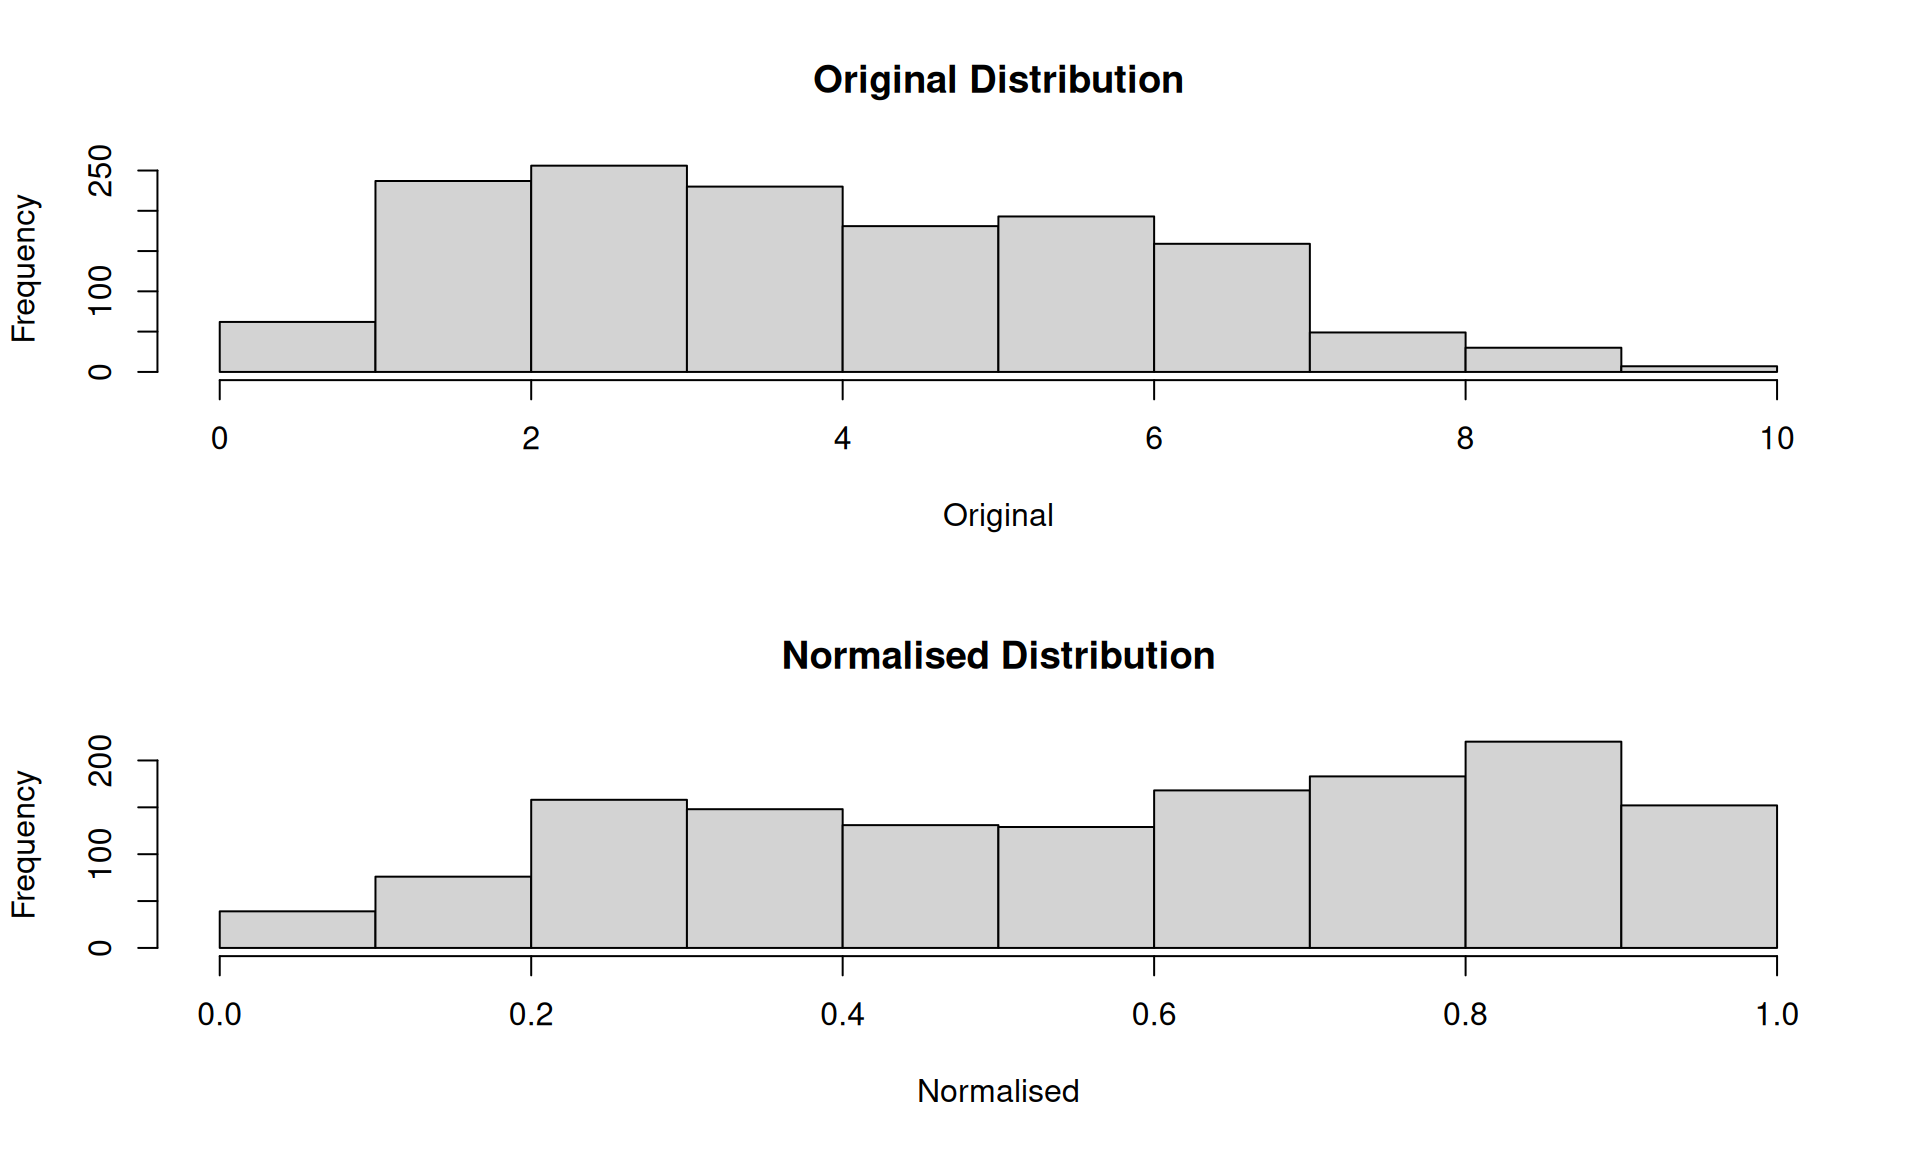 Original Distribution
Frequency
250
100
0
0 2 4 6 8 10
Original
Normalised Distribution
Frequency
200
100
0
0.0 0.2 0.4 0.6 0.8 1.0
Normalised